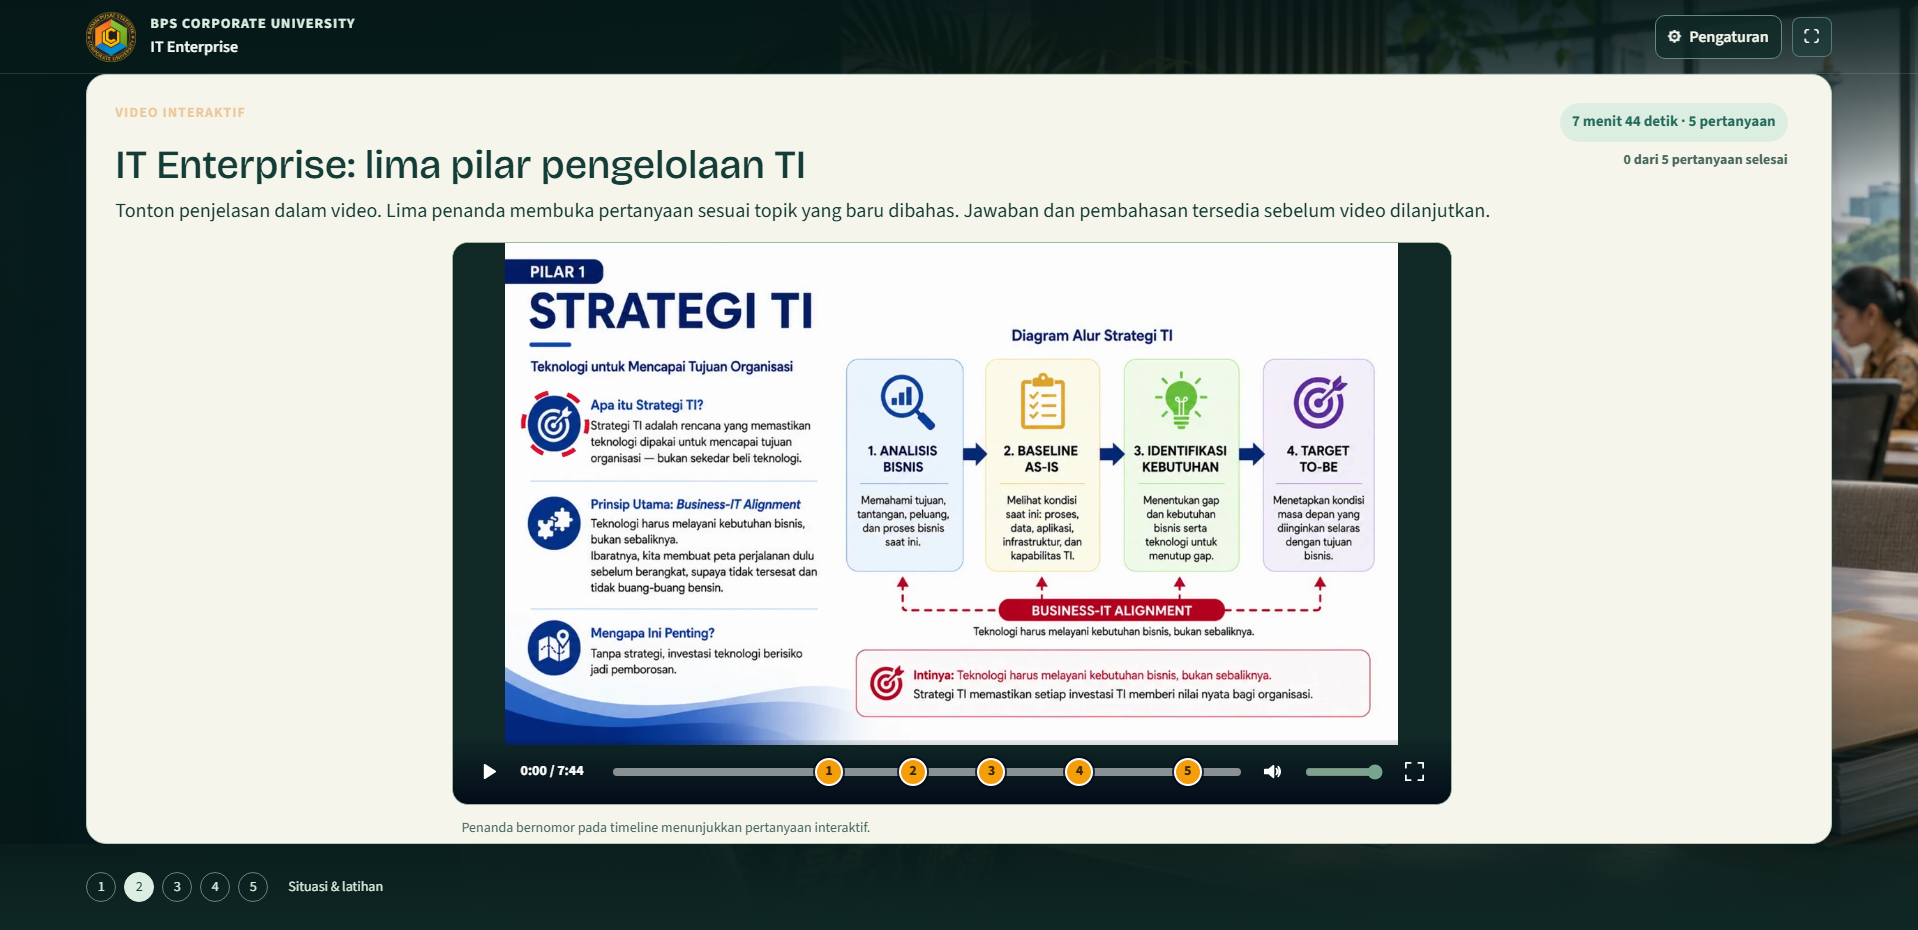 BPS CORPORATE UNIVERSITY
IT Enterprise
Pengaturan
VIDEO INTERAKTIF
7 menit 44 detik · 5 pertanyaan
0 dari 5 pertanyaan selesai
IT Enterprise: lima pilar pengelolaan TI
Tonton penjelasan dalam video. Lima penanda membuka pertanyaan sesuai topik yang baru dibahas. Jawaban dan pembahasan tersedia sebelum video dilanjutkan.
PILAR 1
STRATEGI TI
Teknologi untuk Mencapai Tujuan Organisasi
Apa itu Strategi TI?
Strategi TI adalah rencana yang memastikan
teknologi dipakai untuk mencapai tujuan
organisasi — bukan sekedar beli teknologi.
Prinsip Utama: Business-IT Alignment
Teknologi harus melayani kebutuhan bisnis,
bukan sebaliknya.
Ibaratnya, kita membuat peta perjalanan dulu
sebelum berangkat, supaya tidak tersesat dan
tidak buang-buang bensin.
Mengapa Ini Penting?
Tanpa strategi, investasi teknologi berisiko
jadi pemborosan.
Diagram Alur Strategi TI
1. ANALISIS
BISNIS
Memahami tujuan,
tantangan, peluang,
dan proses bisnis
saat ini.
2. BASELINE
AS-IS
Melihat kondisi
saat ini: proses,
data, aplikasi,
infrastruktur, dan
kapabilitas TI.
3. IDENTIFIKASI
KEBUTUHAN
Menentukan gap
dan kebutuhan
bisnis serta
teknologi untuk
menutup gap.
4. TARGET
TO-BE
Menetapkan kondisi
masa depan yang
diinginkan selaras
dengan tujuan
bisnis.
BUSINESS-IT ALIGNMENT
Teknologi harus melayani kebutuhan bisnis, bukan sebaliknya.
Intinya: Teknologi harus melayani kebutuhan bisnis, bukan sebaliknya.
Strategi TI memastikan setiap investasi TI memberi nilai nyata bagi organisasi.
0:00 / 7:44
1 2 3 4 5
Penanda bernomor pada timeline menunjukkan pertanyaan interaktif.
1 2 3 4 5 Situasi & latihan